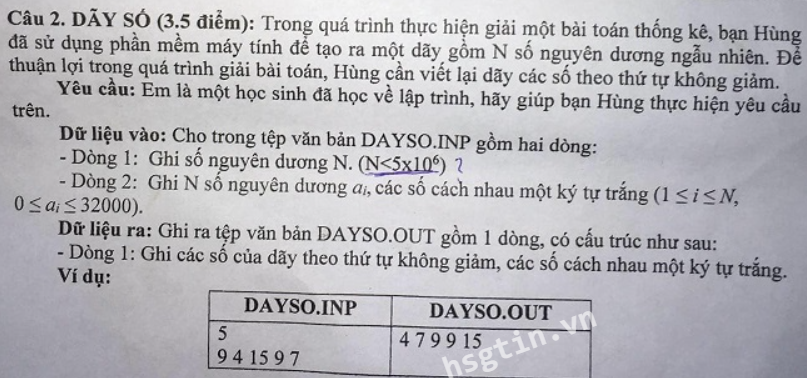 Câu 2. DÃY SỐ (3.5 điểm): Trong quá trình thực hiện giải một bài toán thống kê, bạn Hùng
đã sử dụng phần mềm máy tính để tạo ra một dãy gồm N số nguyên dương ngẫu nhiên. Để
thuận lợi trong quá trình giải bài toán, Hùng cần viết lại dãy các số theo thứ tự không giảm.
Yêu cầu: Em là một học sinh đã học về lập trình, hãy giúp bạn Hùng thực hiện yêu cầu
trên.
Dữ liệu vào: Cho trong tệp văn bản DAYSO.INP gồm hai dòng:
- Dòng 1: Ghi số nguyên dương N. (N<5x10⁶) ?
- Dòng 2: Ghi N số nguyên dương aᵢ, các số cách nhau một ký tự trắng (1 ≤ i ≤ N,
0 ≤ aᵢ ≤ 32000).
Dữ liệu ra: Ghi ra tệp văn bản DAYSO.OUT gồm 1 dòng, có cấu trúc như sau:
- Dòng 1: Ghi các số của dãy theo thứ tự không giảm, các số cách nhau một ký tự trắng.
Ví dụ:
DAYSO.INP DAYSO.OUT
5
9 4 15 9 7
4 7 9 9 15
hsgtin.vn